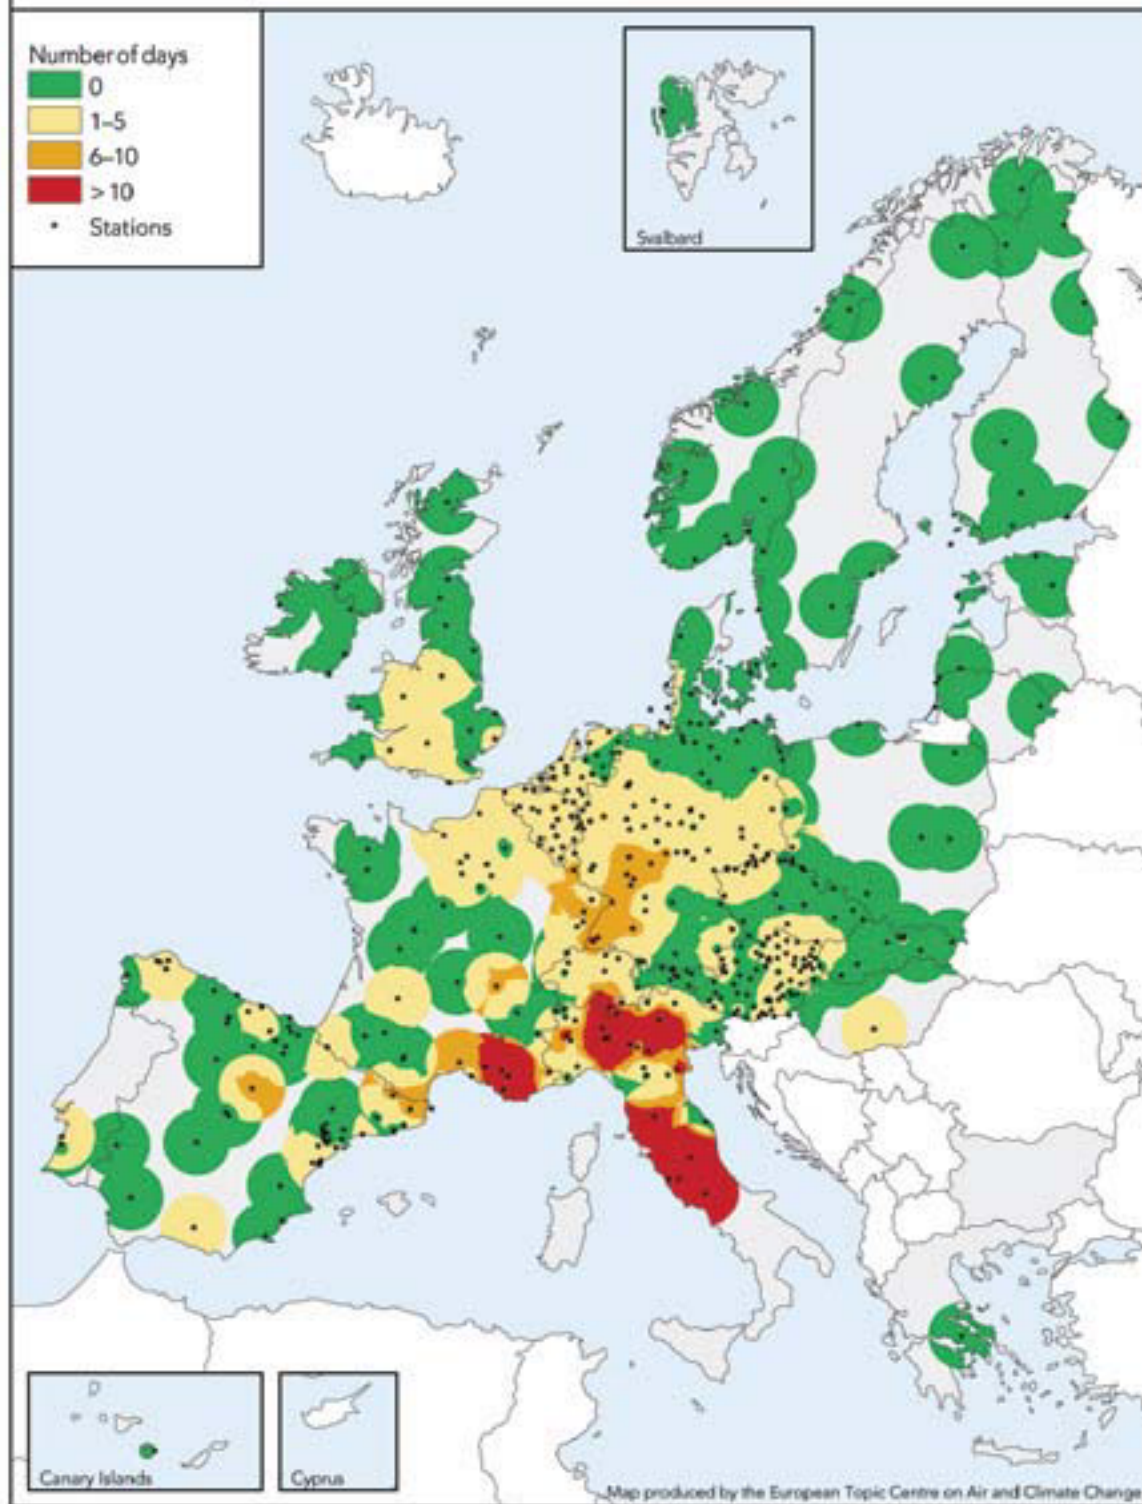 Number of days
0
1–5
6–10
> 10
Stations
Svalbard
Canary Islands
Cyprus
Map produced by the European Topic Centre on Air and Climate Change